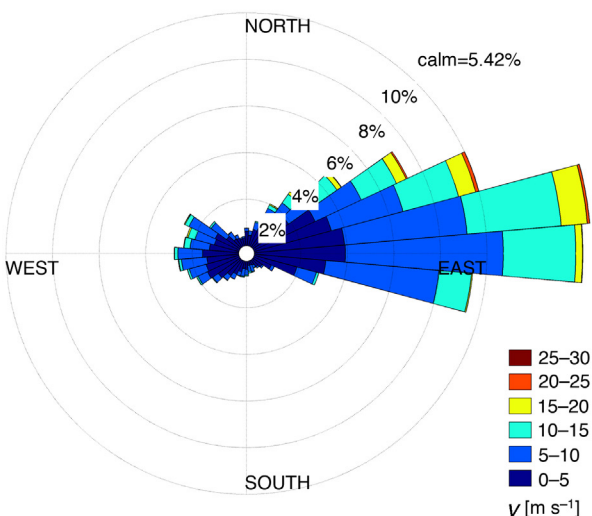 NORTH
calm=5.42%
10%
8%
6%
4%
2%
WEST
EAST
25–30
20–25
15–20
10–15
5–10
0–5
SOUTH
V [m s⁻¹]